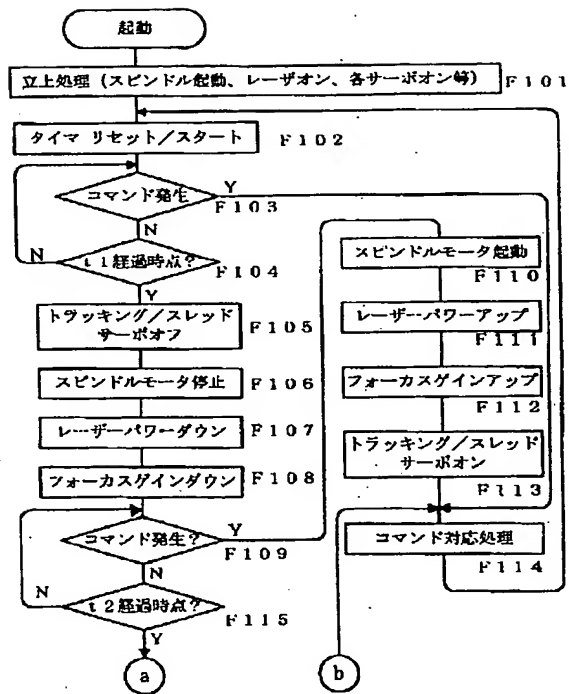 起動
立上処理（スピンドル起動、レーザオン、各サーボオン等） F101
タイマ リセット／スタート F102
コマンド発生 Y
F103
N
N t1経過時点？ F104
Y
トラッキング／スレッド
サーボオフ F105
スピンドルモータ停止 F106
レーザーパワーダウン F107
フォーカスゲインダウン F108
コマンド発生？ Y
F109
N
N t2経過時点？ F115
Y
a
スピンドルモータ起動
F110
レーザーパワーアップ
F111
フォーカスゲインアップ
F112
トラッキング／スレッド
サーボオン
F113
コマンド対応処理
F114
b